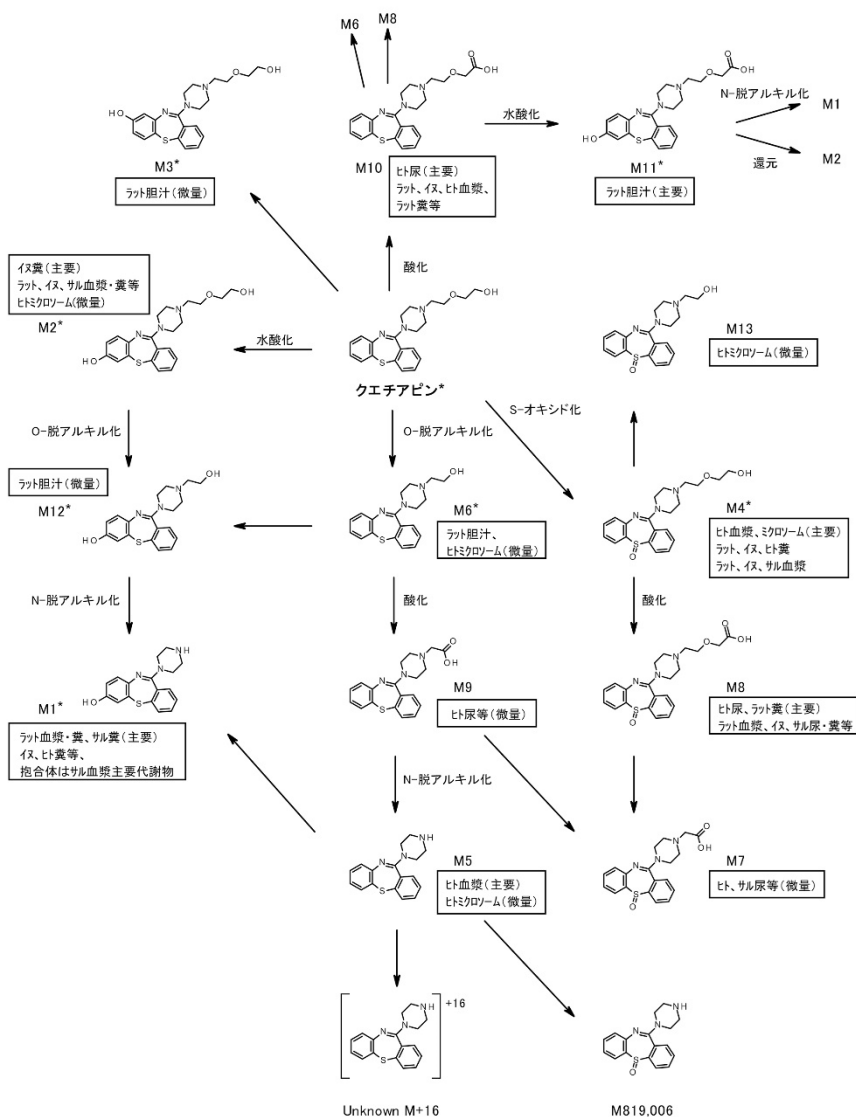 M6
M8
M3*
ラット胆汁(微量)
M10
ヒト尿(主要)
ラット、イヌ、ヒト血漿、
ラット糞等
水酸化
M11*
ラット胆汁(主要)
N-脱アルキル化
M1
還元
M2
酸化
イヌ糞(主要)
ラット、イヌ、サル血漿・糞等
ヒトミクロソーム(微量)
M2*
水酸化
クエチアピン*
M13
ヒトミクロソーム(微量)
S-オキシド化
O-脱アルキル化
O-脱アルキル化
ラット胆汁(微量)
M12*
M6*
ラット胆汁、
ヒトミクロソーム(微量)
M4*
ヒト血漿、ミクロソーム(主要)
ラット、イヌ、ヒト糞
ラット、イヌ、サル血漿
N-脱アルキル化
酸化
酸化
M1*
ラット血漿・糞、サル糞(主要)
イヌ、ヒト糞等、
抱合体はサル血漿主要代謝物
M9
ヒト尿等(微量)
M8
ヒト尿、ラット糞(主要)
ラット血漿、イヌ、サル尿・糞等
N-脱アルキル化
M5
ヒト血漿(主要)
ヒトミクロソーム(微量)
M7
ヒト、サル尿等(微量)
+16
Unknown M+16
M819,006